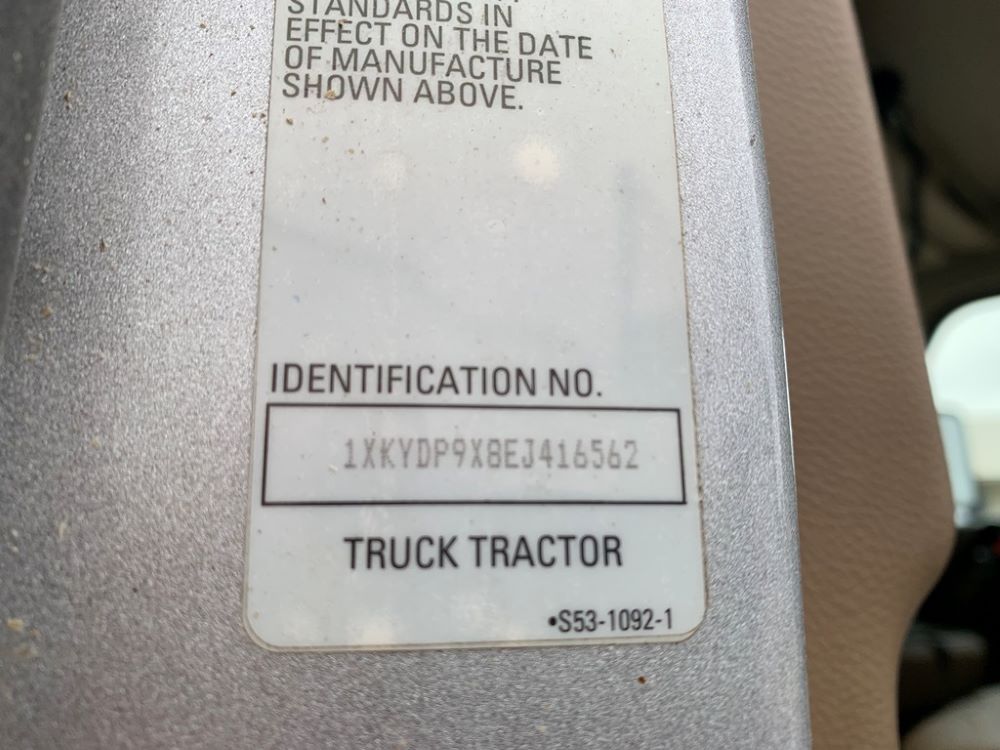 STANDARDS IN
EFFECT ON THE DATE
OF MANUFACTURE
SHOWN ABOVE.
IDENTIFICATION NO.
1XKYDP9X8EJ416562
TRUCK TRACTOR
•S53-1092-1